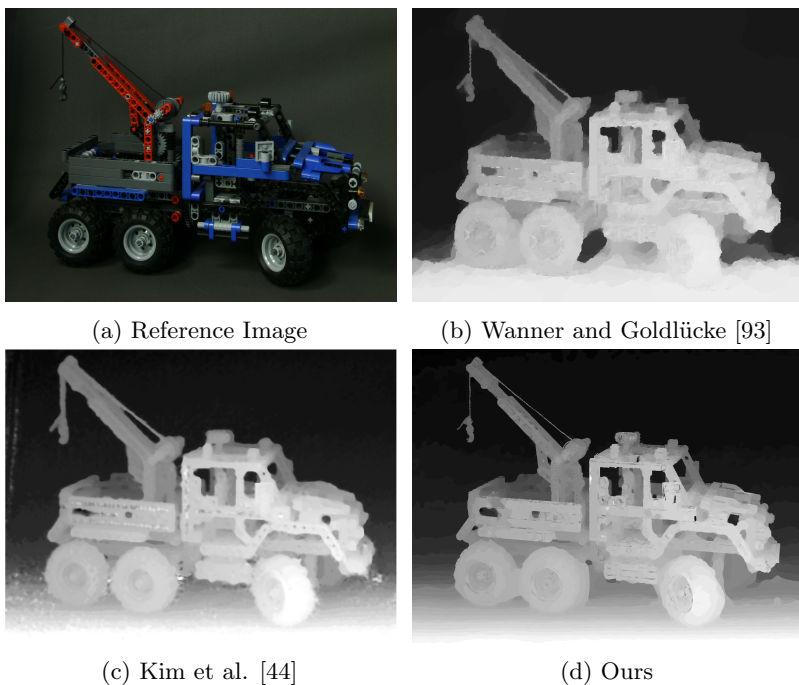 (a) Reference Image
(b) Wanner and Goldlücke [93]
(c) Kim et al. [44]
(d) Ours